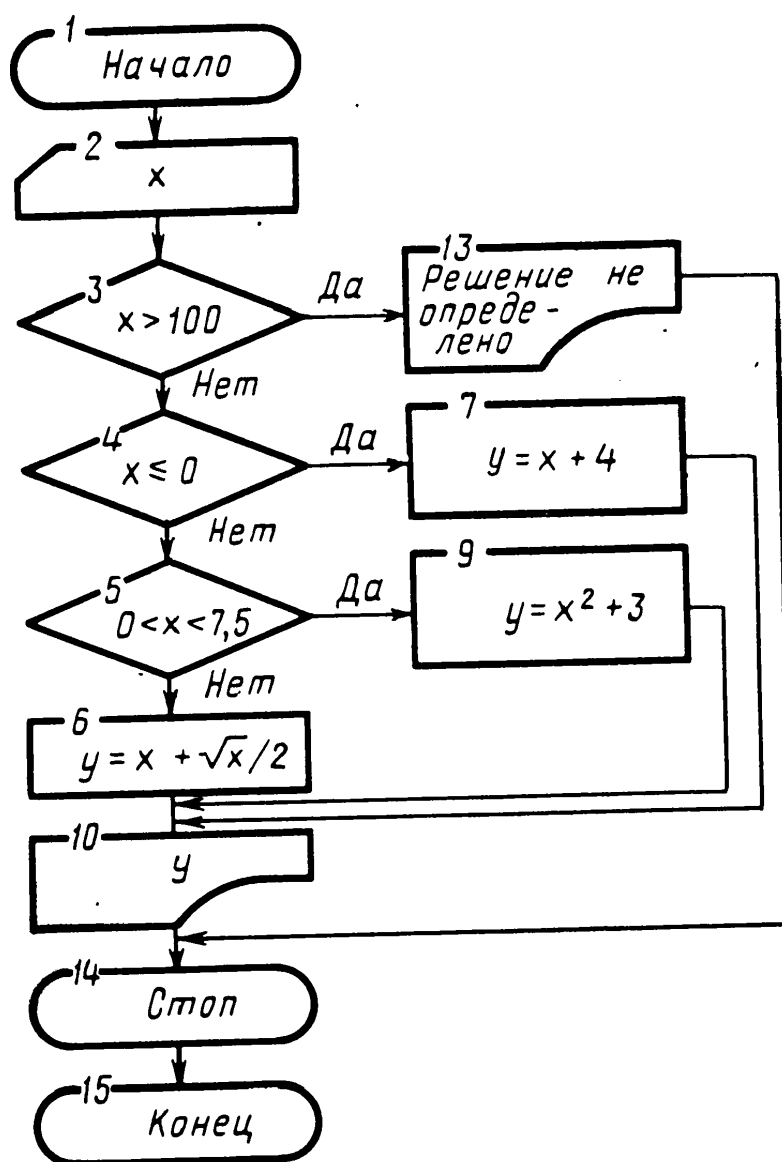 1
Начало
2
x
3
x > 100
Да
13
Решение не
опреде-
лено
Нет
4
x ≤ 0
Да
7
y = x + 4
Нет
5
0 < x < 7,5
Да
9
y = x² + 3
Нет
6
y = x + √x/2
10
y
14
Стоп
15
Конец